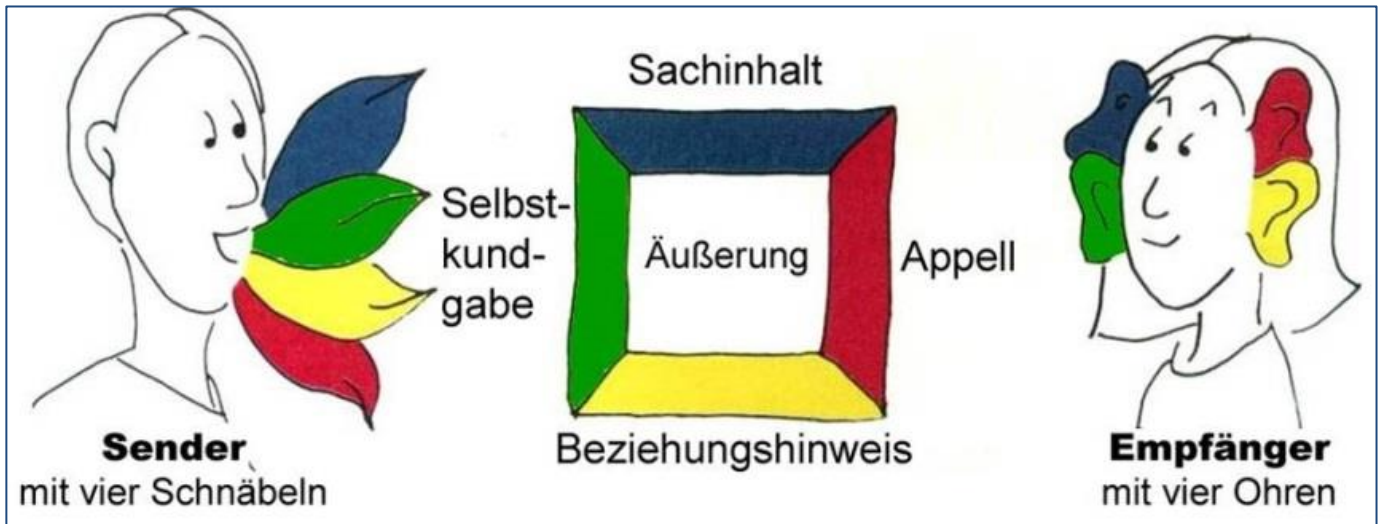 Sachinhalt
Selbst-
kund-
gabe
Äußerung
Appell
Beziehungshinweis
Sender
mit vier Schnäbeln
Empfänger
mit vier Ohren